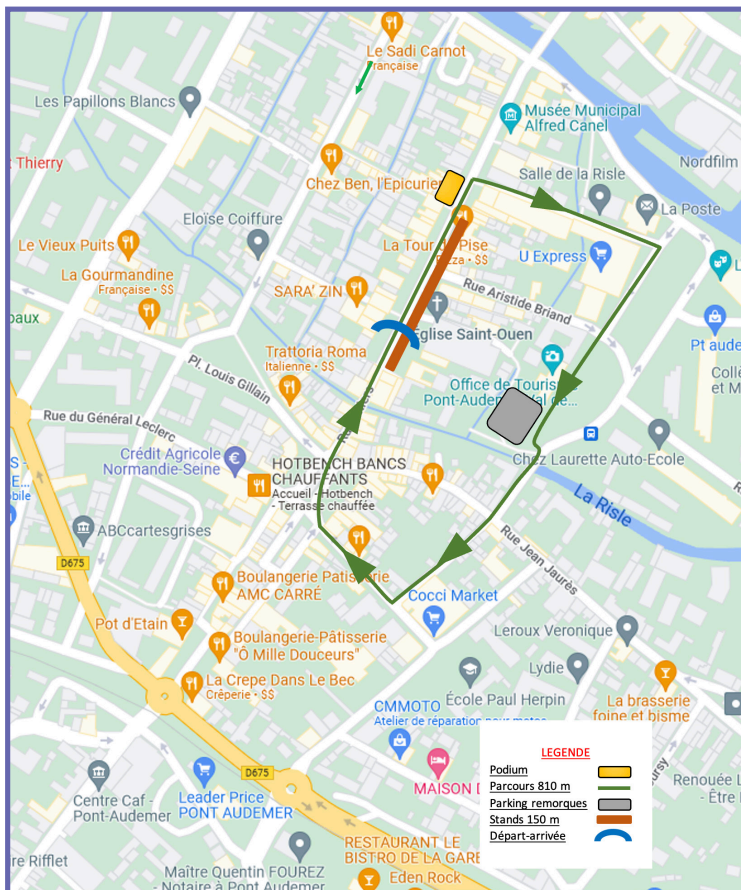 Le Sadi Carnot
Française
Les Papillons Blancs
Musée Municipal
Alfred Canel
Thierry
Nordfilm
Chez Ben, l'Epicurie
Salle de la Risle
La Poste
Eloïse Coiffure
Le Vieux Puits
La Tour de Pise
Pizza · $$
U Express
La Gourmandine
Française · $$
SARA' ZIN
Rue Aristide Briand
Église Saint-Ouen
Pt aude
Trattoria Roma
Italienne · $$
Office de Touris
Pont-Audemer Val de...
Collè
et M
Pl. Louis Gillain
Rue du Général Leclerc
Crédit Agricole
Normandie-Seine
Chez Laurette Auto-Ecole
HOTBENCH BANCS
CHAUFFANTS
Accueil - Hotbench
- Terrasse chauffée
La Risle
ABCcartesgrises
Rue Jean Jaurès
D675
Boulangerie Patisserie
AMC CARRÉ
Cocci Market
Pot d'Etain
Leroux Veronique
Boulangerie-Pâtisserie
"Ô Mille Douceurs"
Lydie
La Crepe Dans Le Bec
Crêperie · $$
École Paul Herpin
La brasserie
foine et bisme
CMMOTO
Atelier de réparation pour motos
LEGENDE
Podium
Parcours 810 m
Parking remorques
Stands 150 m
Départ-arrivée
D675
MAISON D
Renouée L
- Être
Centre Caf -
Pont-Audemer
Leader Price
PONT AUDEMER
RESTAURANT LE
BISTRO DE LA GARE
ire Rifflet
Maître Quentin FOUREZ
- Notaire à Pont Audemer
Eden Rock